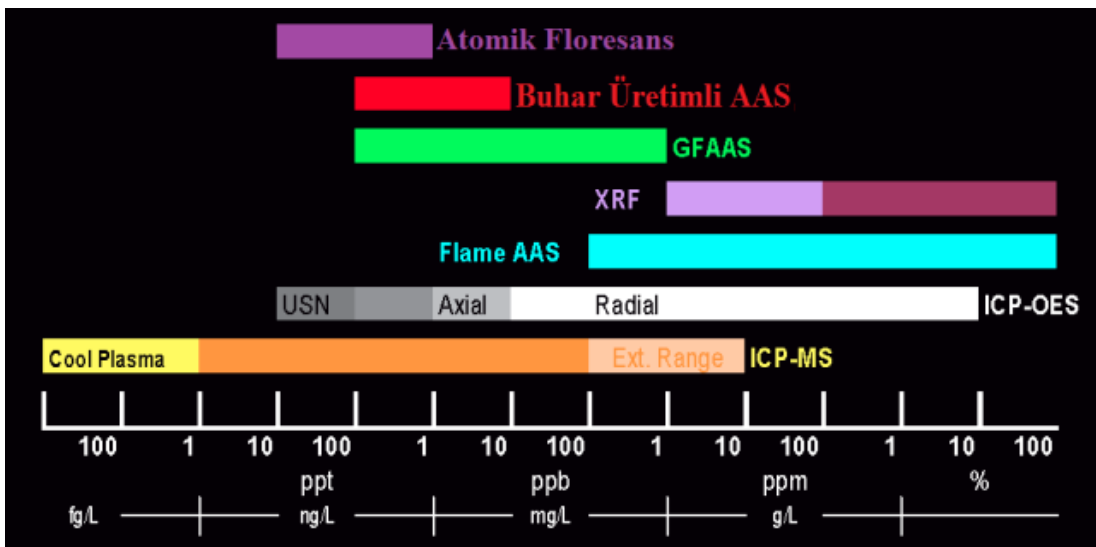 Atomik Floresans
Buhar Üretimli AAS
GFAAS
XRF
Flame AAS
USN Axial Radial ICP-OES
Cool Plasma Ext. Range ICP-MS
100 1 10 100 1 10 100 1 10 100 1 10 100
ppt ppb ppm %
fg/L ng/L mg/L g/L